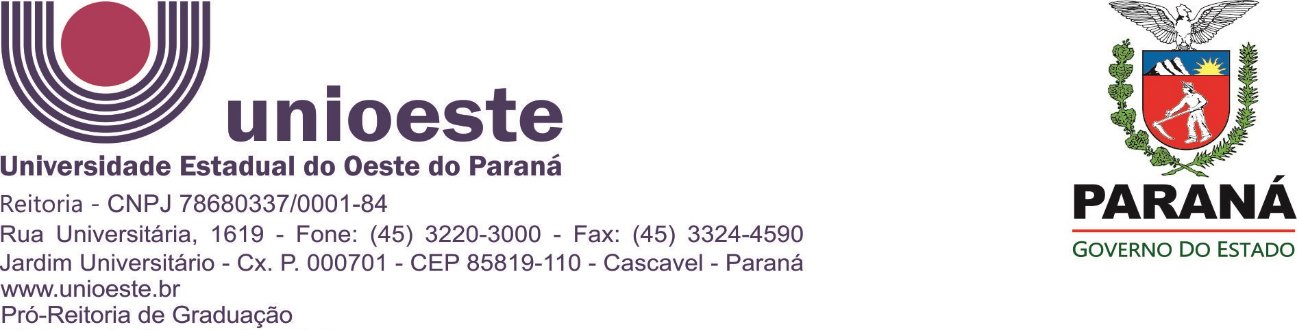 unioeste
Universidade Estadual do Oeste do Paraná
Reitoria - CNPJ 78680337/0001-84
Rua Universitária, 1619 - Fone: (45) 3220-3000 - Fax: (45) 3324-4590
Jardim Universitário - Cx. P. 000701 - CEP 85819-110 - Cascavel - Paraná
www.unioeste.br
Pró-Reitoria de Graduação
PARANÁ
GOVERNO DO ESTADO